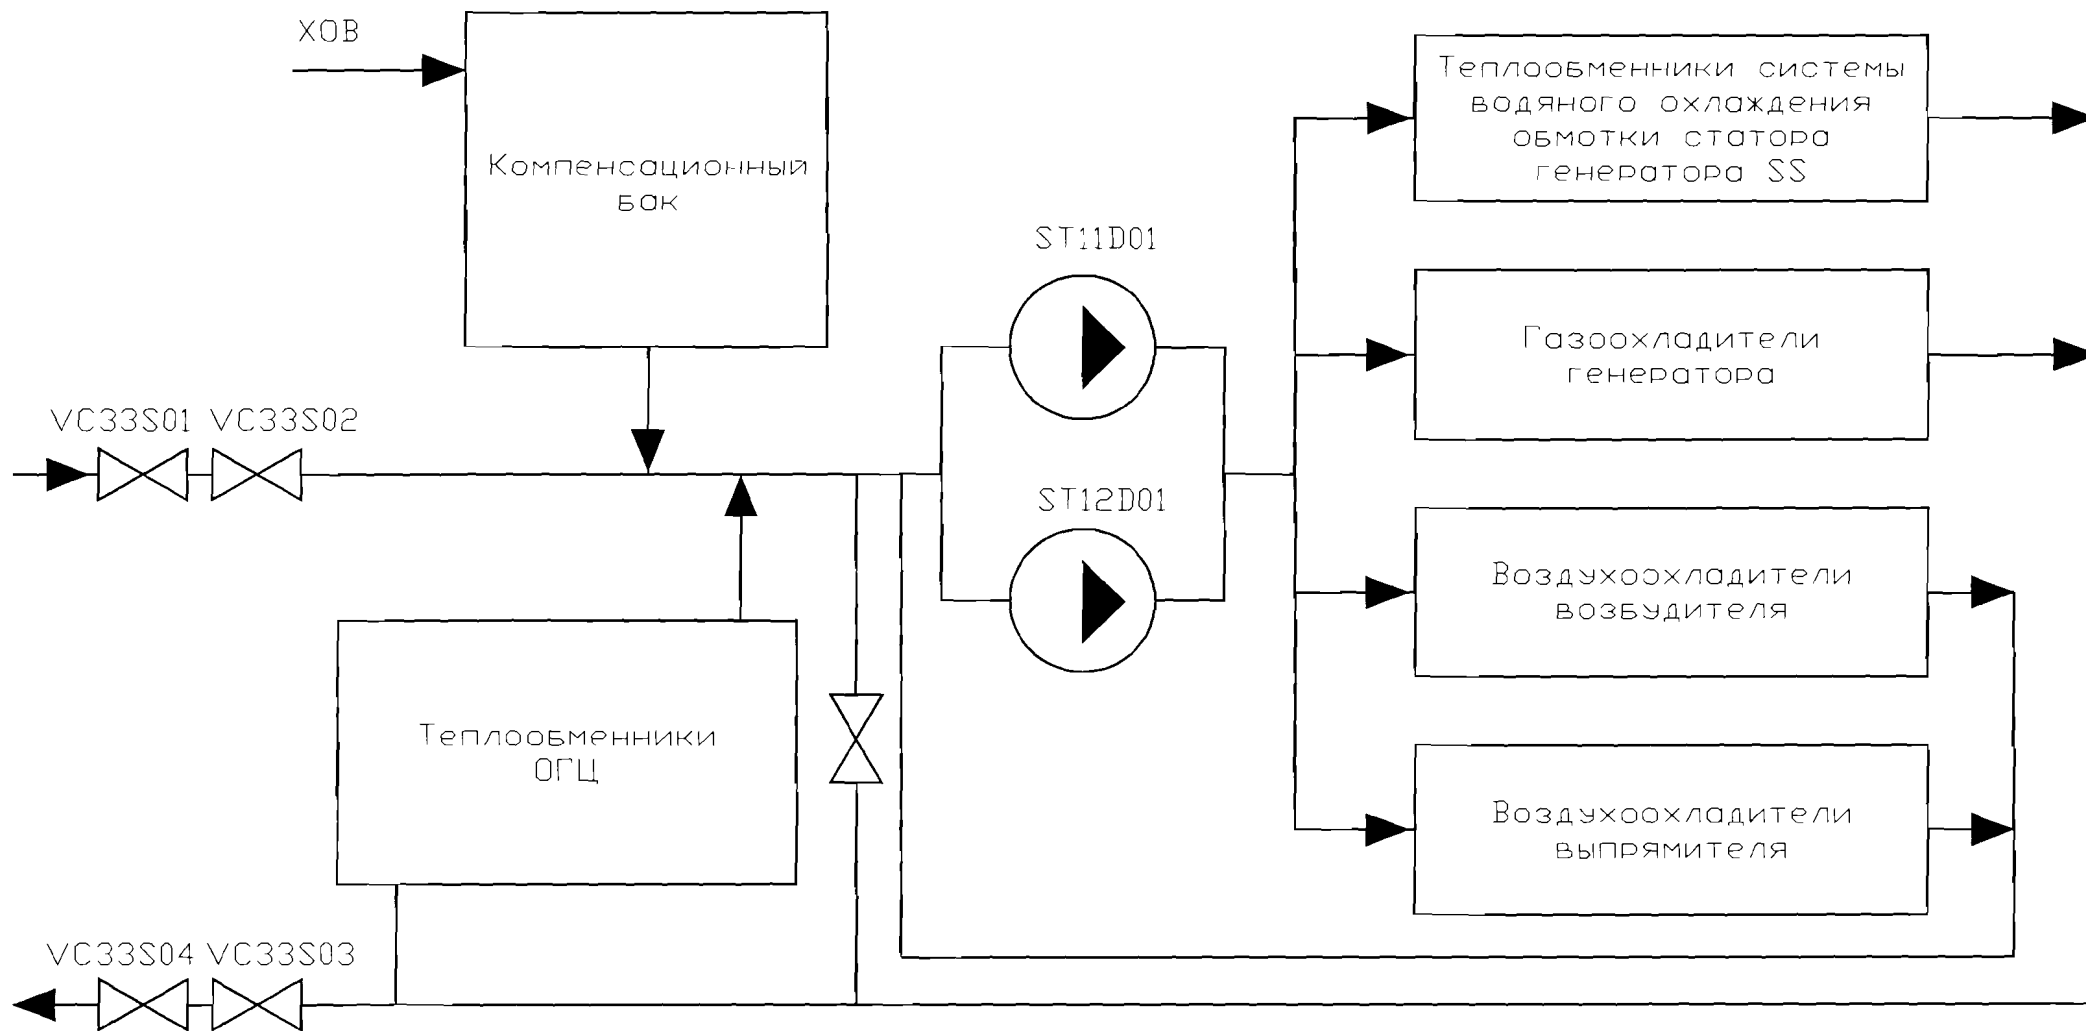 ХОВ
Компенсационный
бак
ST11D01
Теплообменники системы
водяного охлаждения
обмотки статора
генератора SS
Газоохладители
генератора
VC33S01 VC33S02
ST12D01
Воздухоохладители
возбудителя
Теплообменники
ОГЦ
Воздухоохладители
выпрямителя
VC33S04 VC33S03